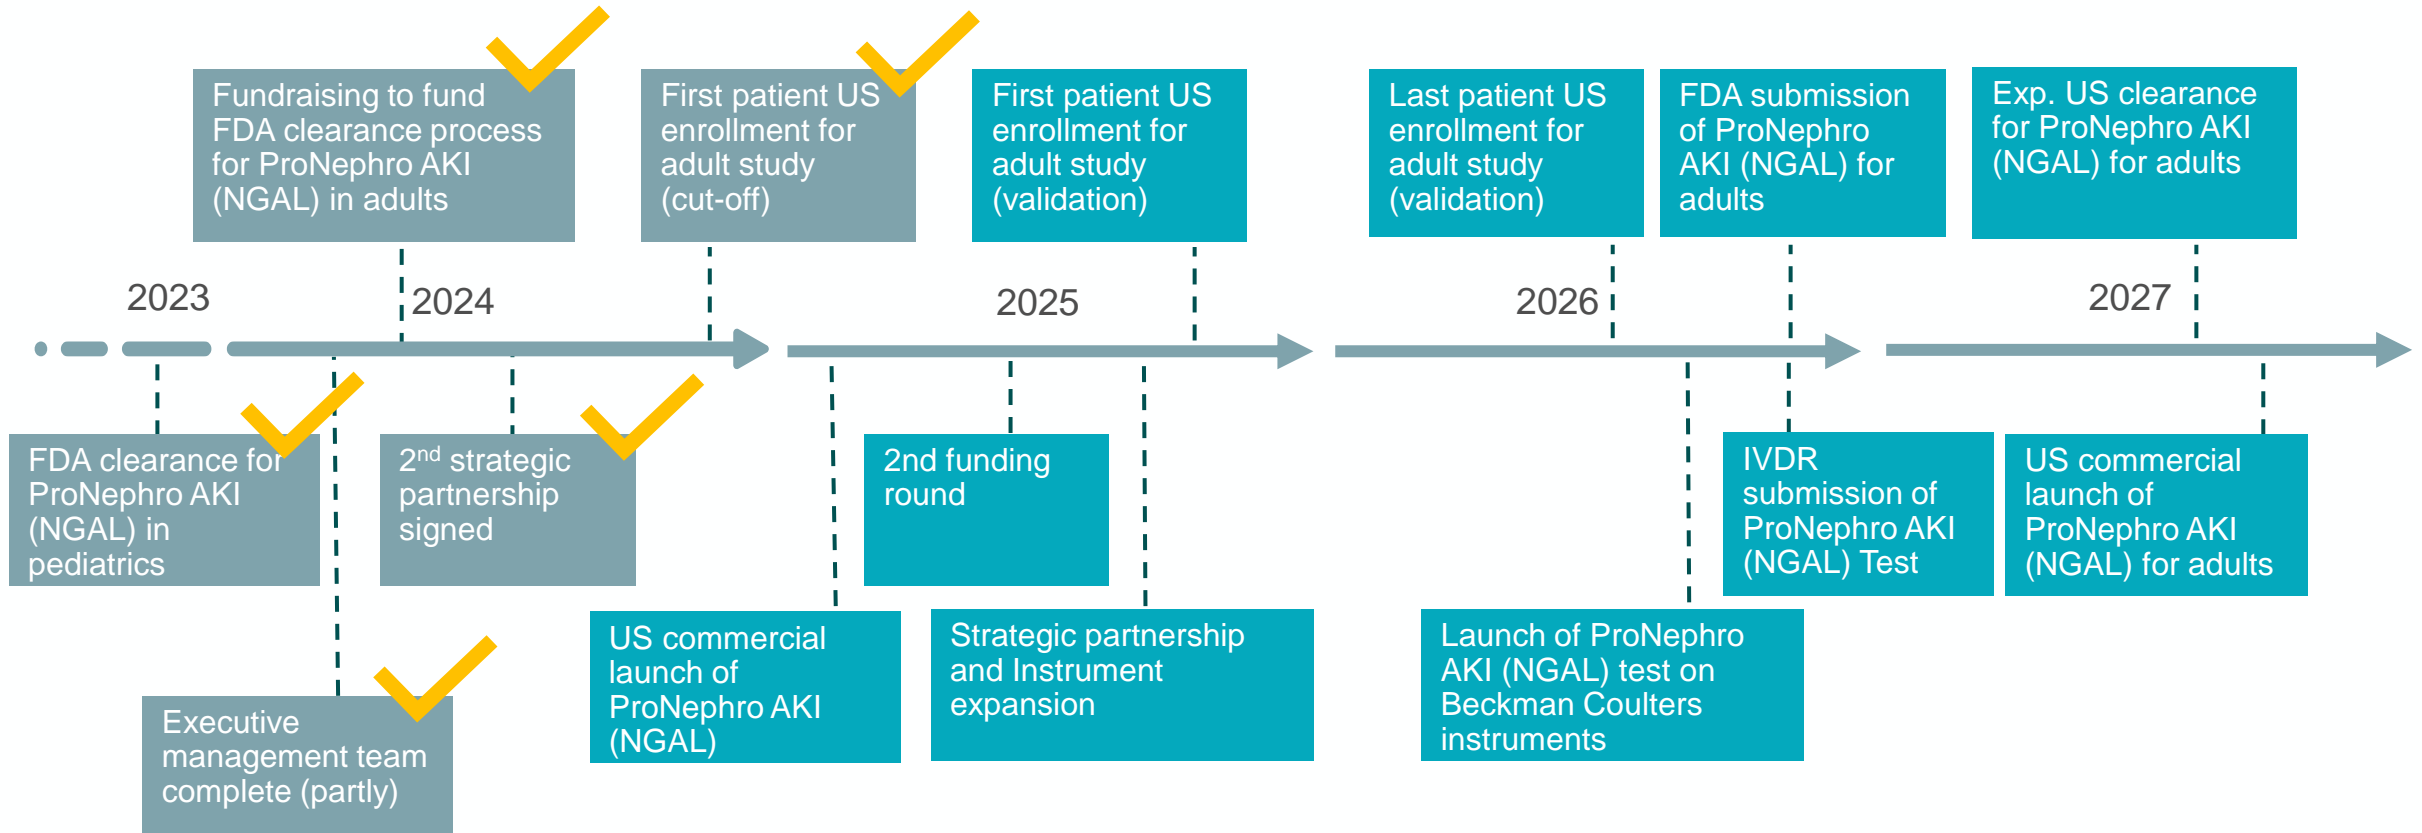 Fundraising to fund
FDA clearance process
for ProNephro AKI
(NGAL) in adults
First patient US
enrollment for
adult study
(cut-off)
First patient US
enrollment for
adult study
(validation)
Last patient US
enrollment for
adult study
(validation)
FDA submission
of ProNephro
AKI (NGAL) for
adults
Exp. US clearance
for ProNephro AKI
(NGAL) for adults
2023
2024
2025
2026
2027
FDA clearance for
ProNephro AKI
(NGAL) in
pediatrics
2nd strategic
partnership
signed
2nd funding
round
IVDR
submission of
ProNephro AKI
(NGAL) Test
US commercial
launch of
ProNephro AKI
(NGAL) for adults
US commercial
launch of
ProNephro AKI
(NGAL)
Strategic partnership
and Instrument
expansion
Launch of ProNephro
AKI (NGAL) test on
Beckman Coulters
instruments
Executive
management team
complete (partly)